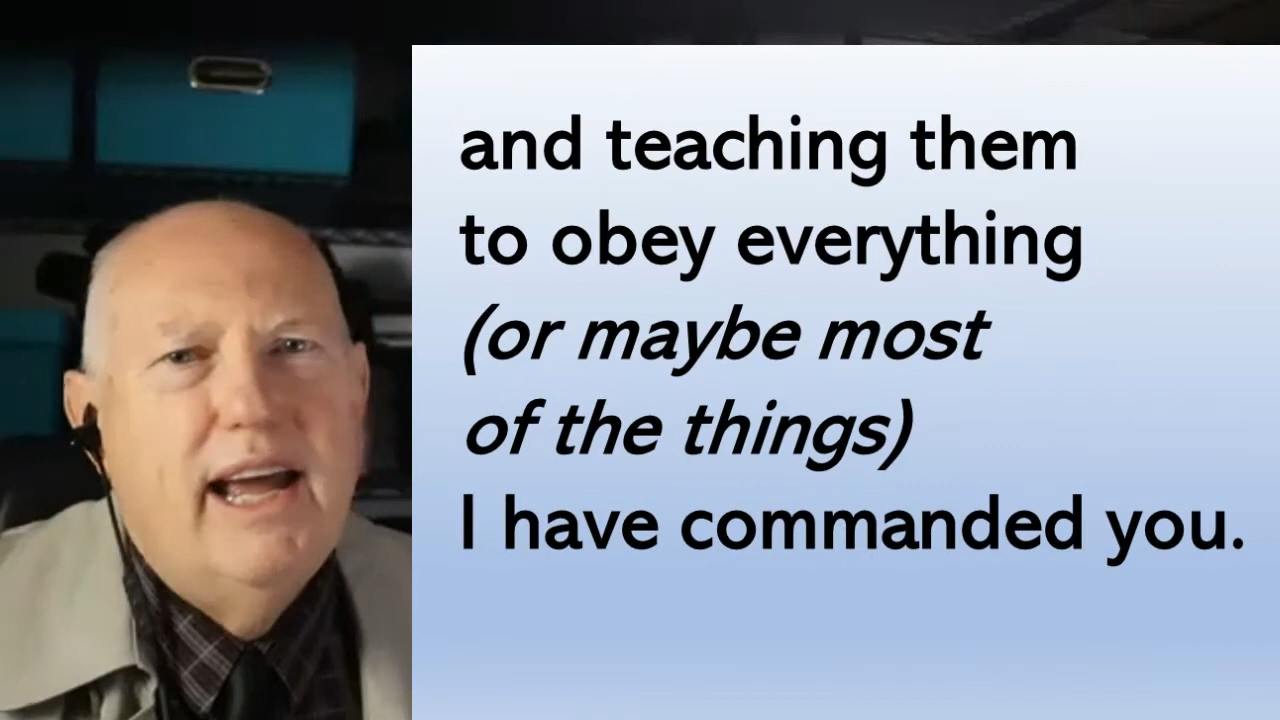 and teaching them
to obey everything
(or maybe most
of the things)
I have commanded you.